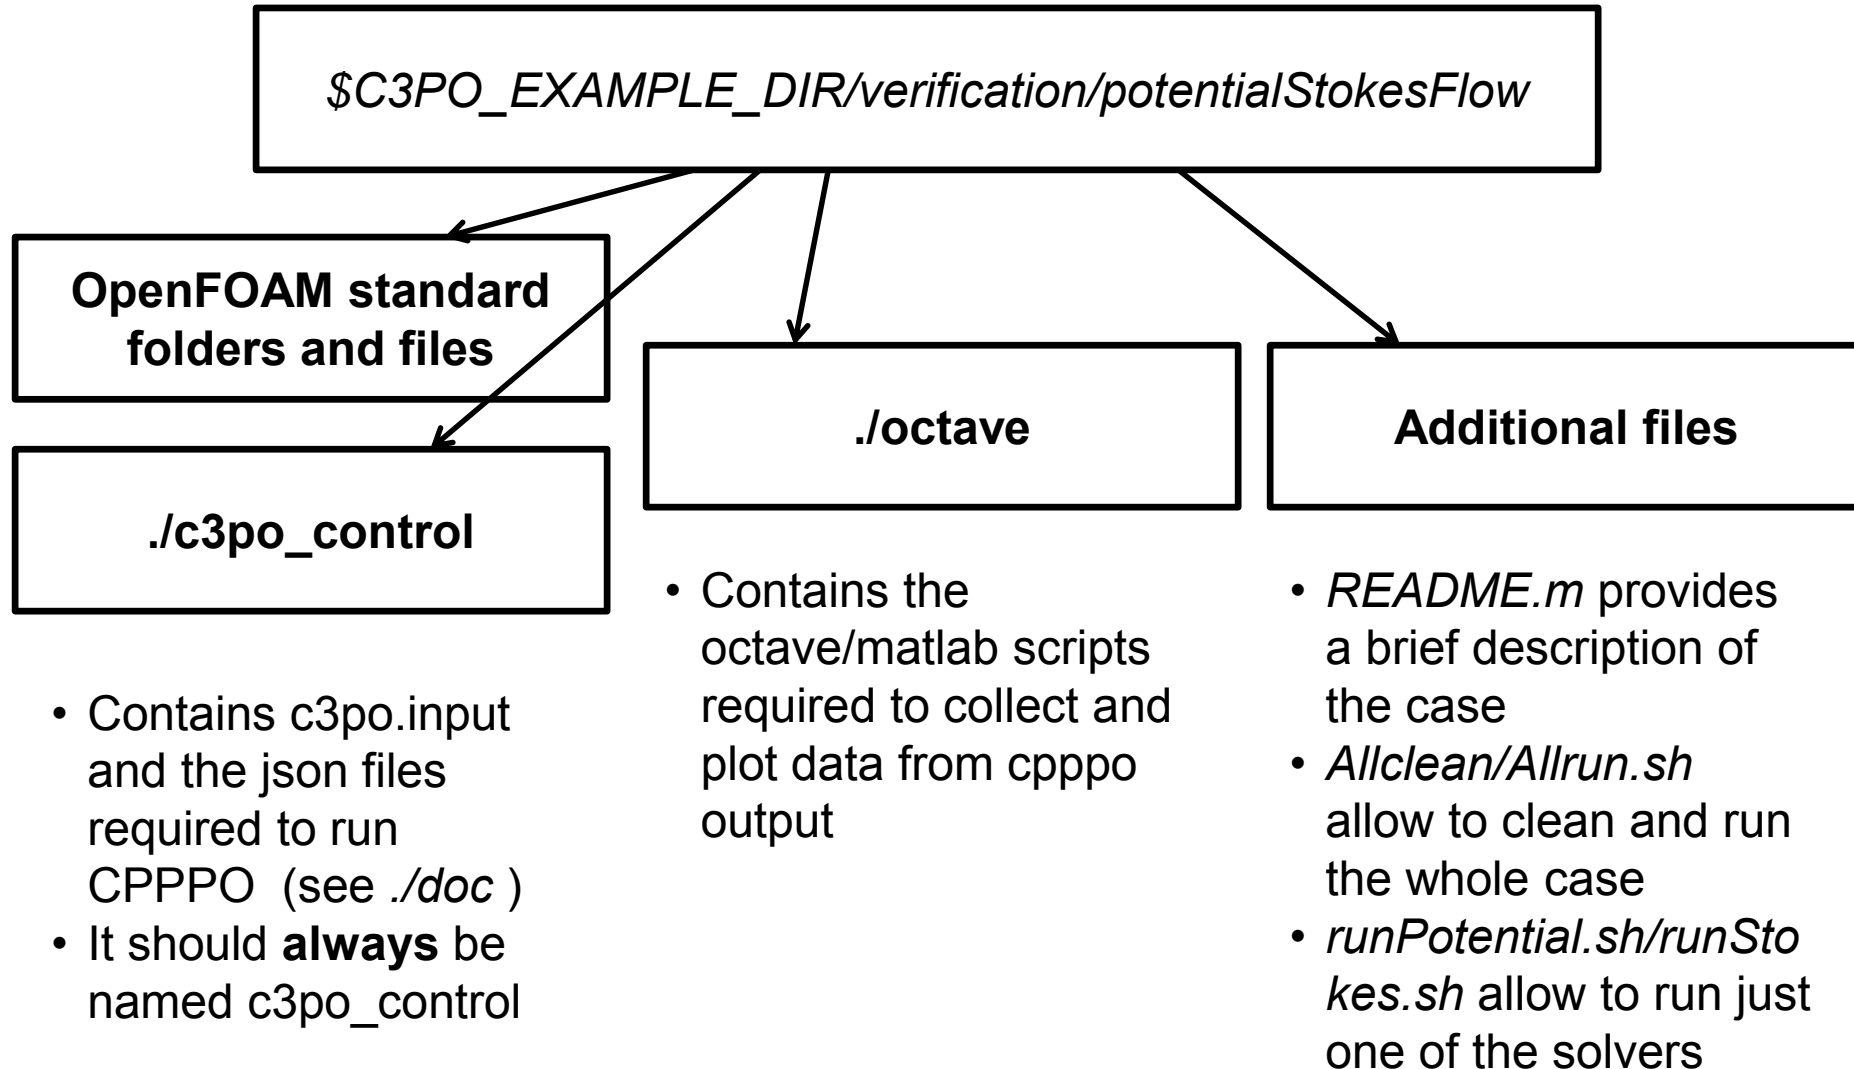 $C3PO_EXAMPLE_DIR/verification/potentialStokesFlow
OpenFOAM standard
folders and files
./c3po_control
• Contains c3po.input
and the json files
required to run
CPPPO (see ./doc )
• It should always be
named c3po_control
./octave
• Contains the
octave/matlab scripts
required to collect and
plot data from cpppo
output
Additional files
• README.m provides
a brief description of
the case
• Allclean/Allrun.sh
allow to clean and run
the whole case
• runPotential.sh/runSto
kes.sh allow to run just
one of the solvers